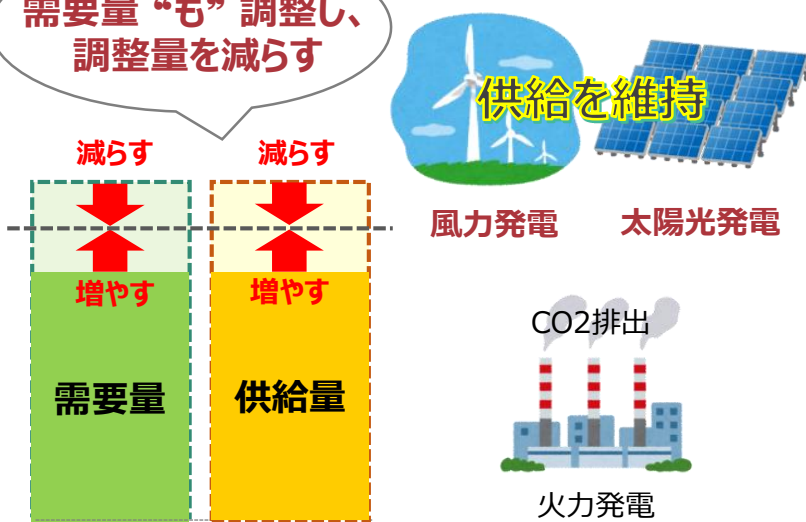 需要量 “も” 調整し、
調整量を減らす
減らす
減らす
増やす
増やす
需要量
供給量
供給を維持
風力発電
太陽光発電
CO2排出
火力発電